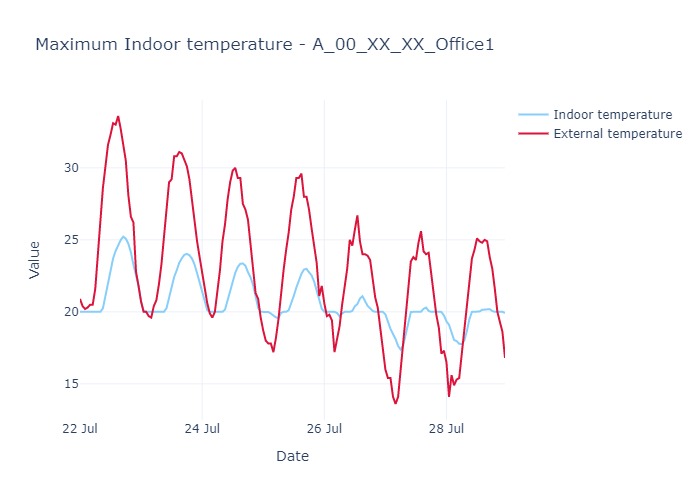 Maximum Indoor temperature - A_00_XX_XX_Office1
Indoor temperature
External temperature
Value
30
25
20
15
22 Jul
24 Jul
26 Jul
28 Jul
Date